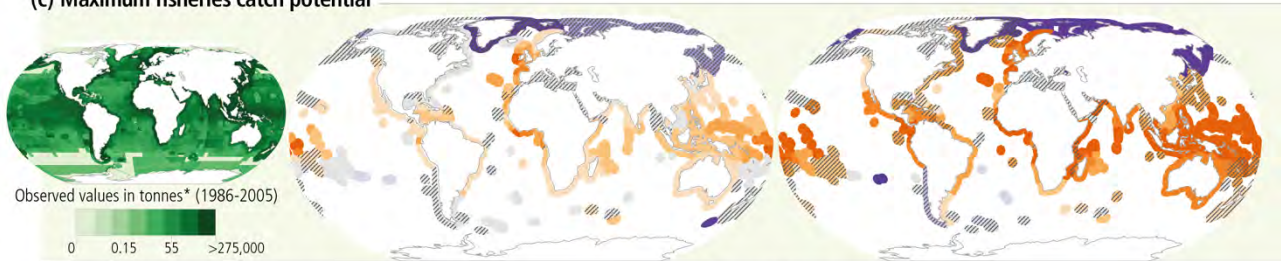 (c) Maximum fisheries catch potential
Observed values in tonnes* (1986-2005)
0 0.15 55 >275,000